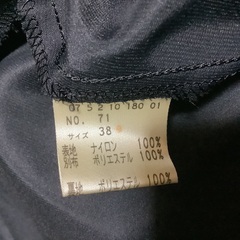 07 5 2 10 180 01
NO. 71
サイズ 38
表地 ナイロン 100%
別布 ポリエステル 100%
裏地 ポリエステル 100%